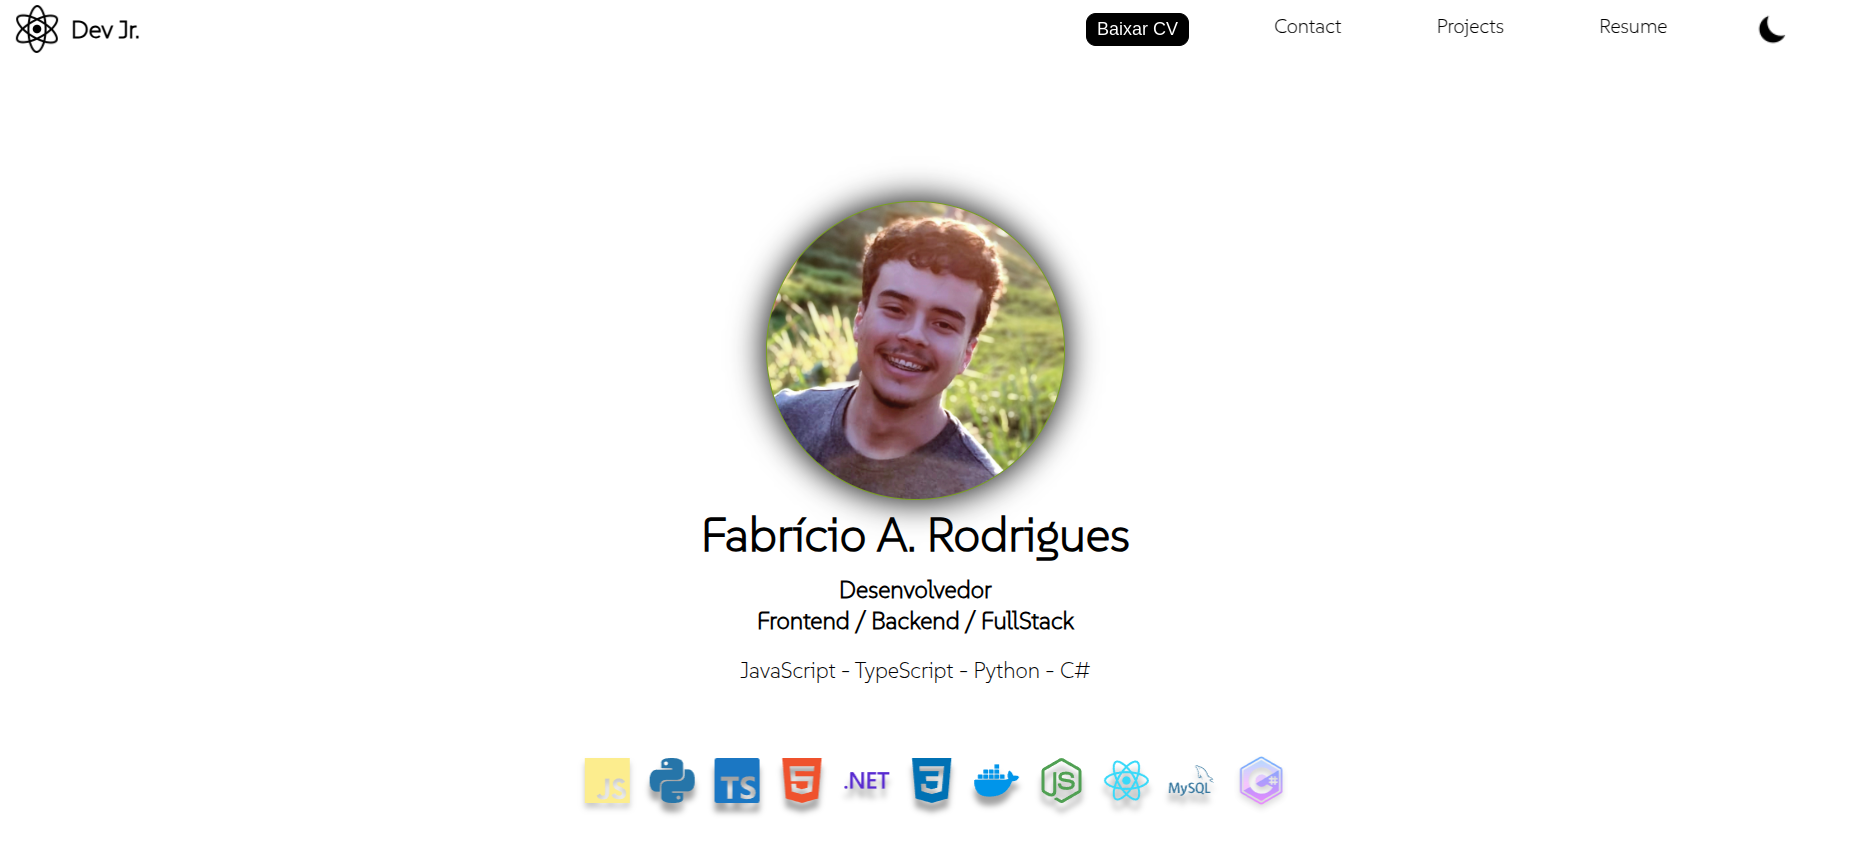 Dev Jr.
Baixar CV
Contact
Projects
Resume
Fabrício A. Rodrigues
Desenvolvedor
Frontend / Backend / FullStack
JavaScript - TypeScript - Python - C#
JS
TS
5
.NET
3
JS
MySQL
C#